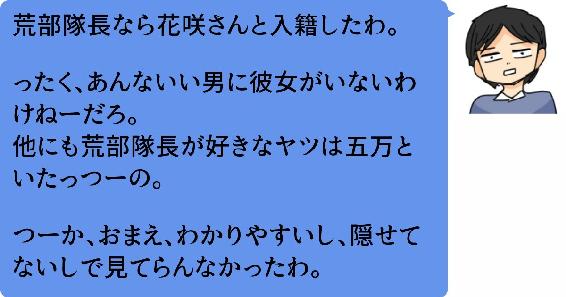 荒部隊長なら花咲さんと入籍したわ。
ったく、あんないい男に彼女がいないわ
けねーだろ。
他にも荒部隊長が好きなヤツは五万と
いたっつーの。
つーか、おまえ、わかりやすいし、隠せて
ないしで見てらんなかったわ。